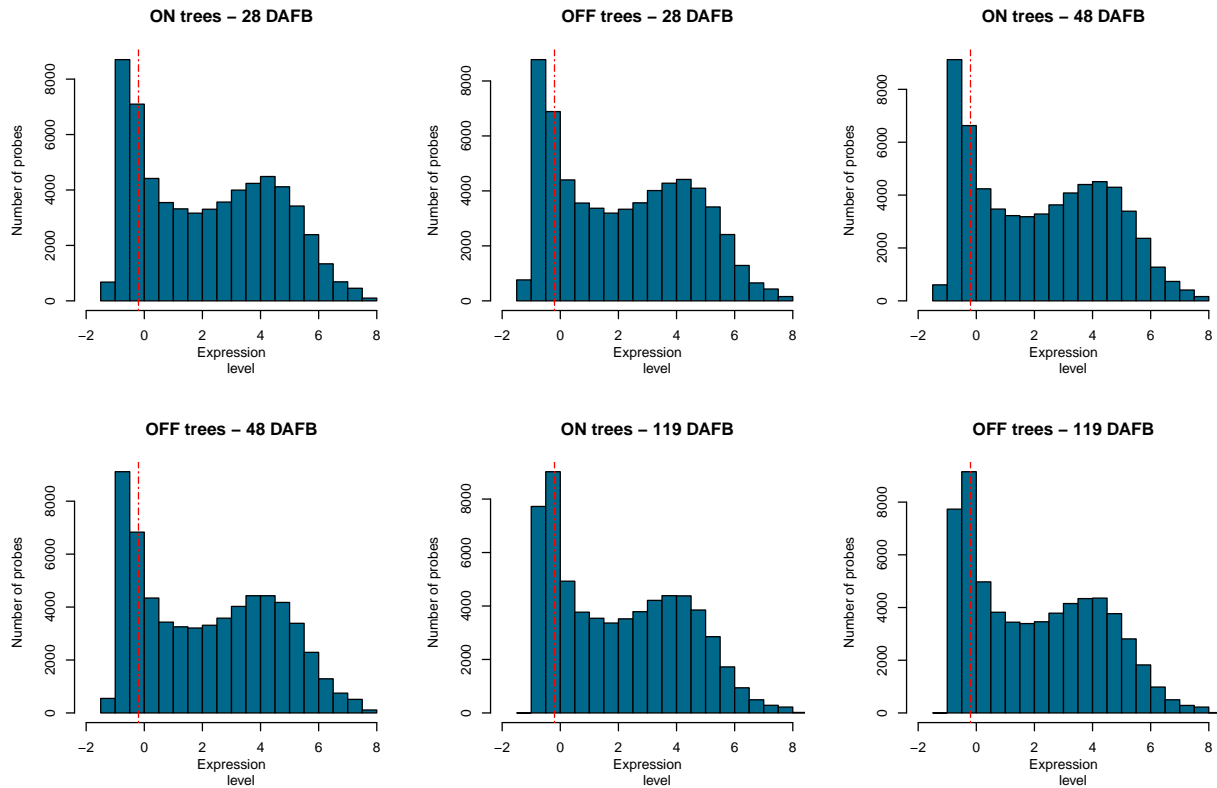 ON trees − 28 DAFB
Number of probes
8000
6000
4000
2000
0
−2 0 2 4 6 8
Expression
level
OFF trees − 28 DAFB
Number of probes
8000
6000
4000
2000
0
−2 0 2 4 6 8
Expression
level
ON trees − 48 DAFB
Number of probes
8000
6000
4000
2000
0
−2 0 2 4 6 8
Expression
level
OFF trees − 48 DAFB
Number of probes
8000
6000
4000
2000
0
−2 0 2 4 6 8
Expression
level
ON trees − 119 DAFB
Number of probes
8000
6000
4000
2000
0
−2 0 2 4 6 8
Expression
level
OFF trees − 119 DAFB
Number of probes
8000
6000
4000
2000
0
−2 0 2 4 6 8
Expression
level